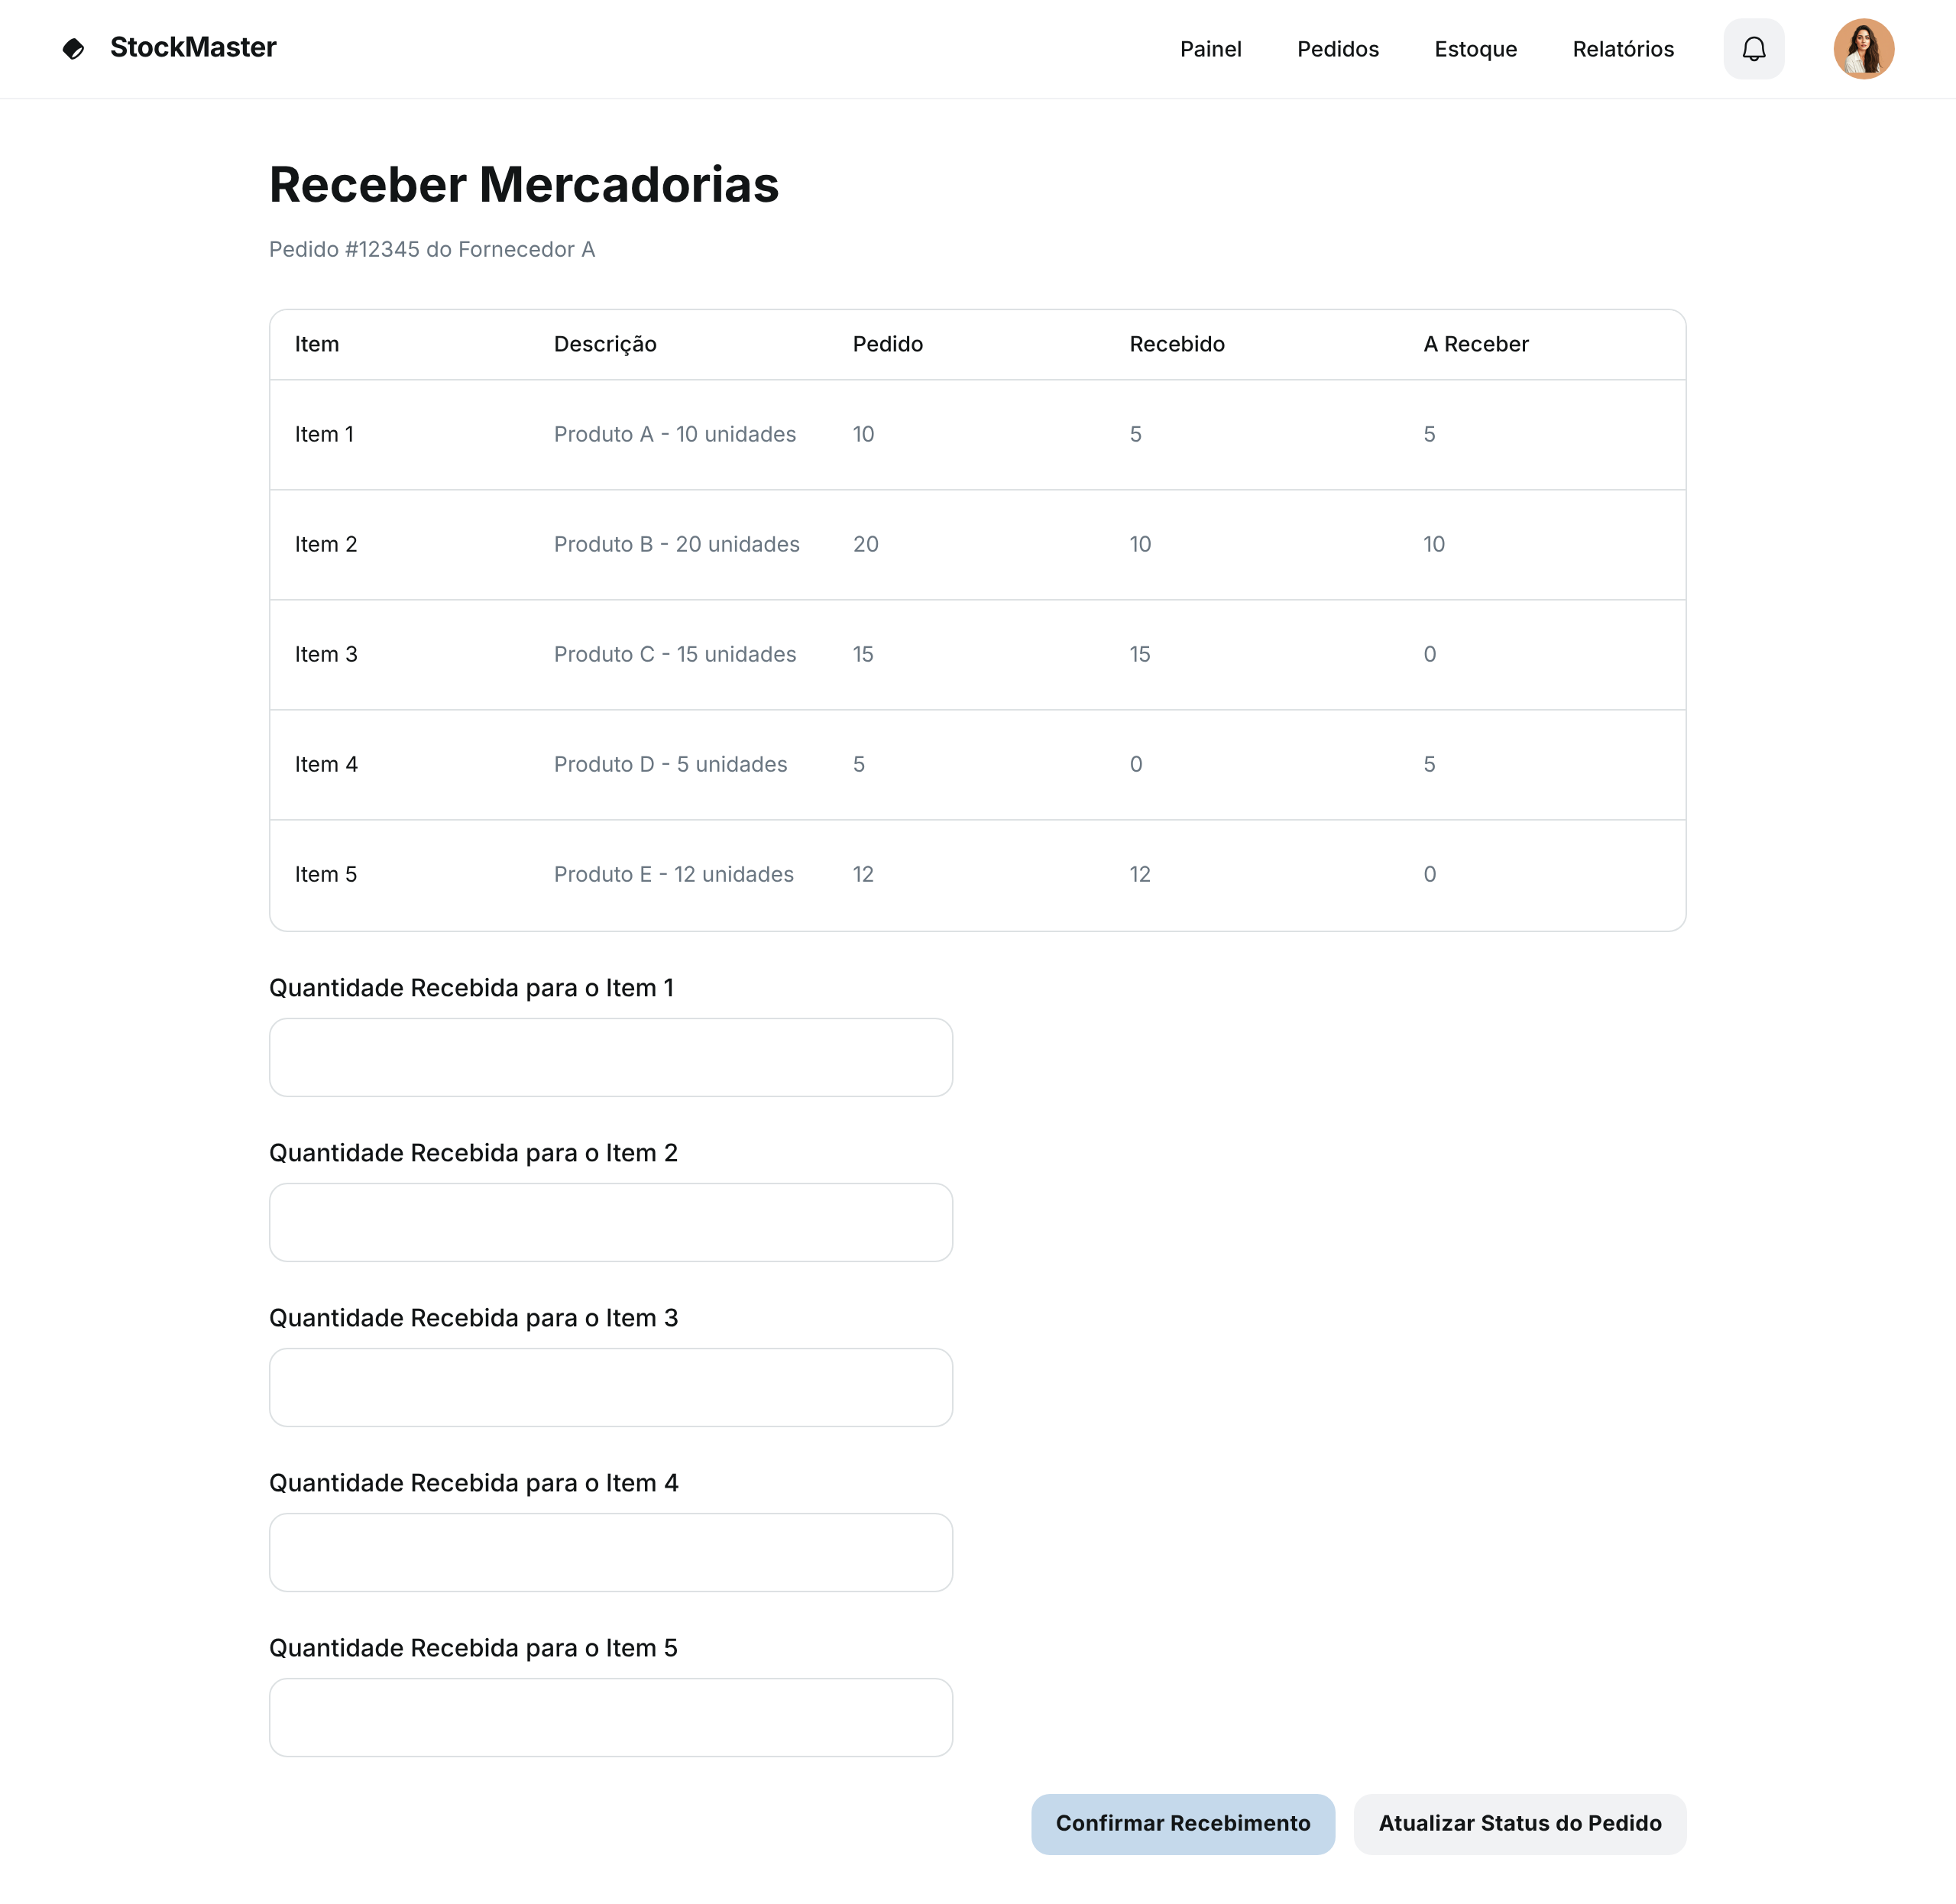 StockMaster
Painel Pedidos Estoque Relatórios
Receber Mercadorias
Pedido #12345 do Fornecedor A
Item Descrição Pedido Recebido A Receber
Item 1 Produto A - 10 unidades 10 5 5
Item 2 Produto B - 20 unidades 20 10 10
Item 3 Produto C - 15 unidades 15 15 0
Item 4 Produto D - 5 unidades 5 0 5
Item 5 Produto E - 12 unidades 12 12 0
Quantidade Recebida para o Item 1
Quantidade Recebida para o Item 2
Quantidade Recebida para o Item 3
Quantidade Recebida para o Item 4
Quantidade Recebida para o Item 5
Confirmar Recebimento Atualizar Status do Pedido